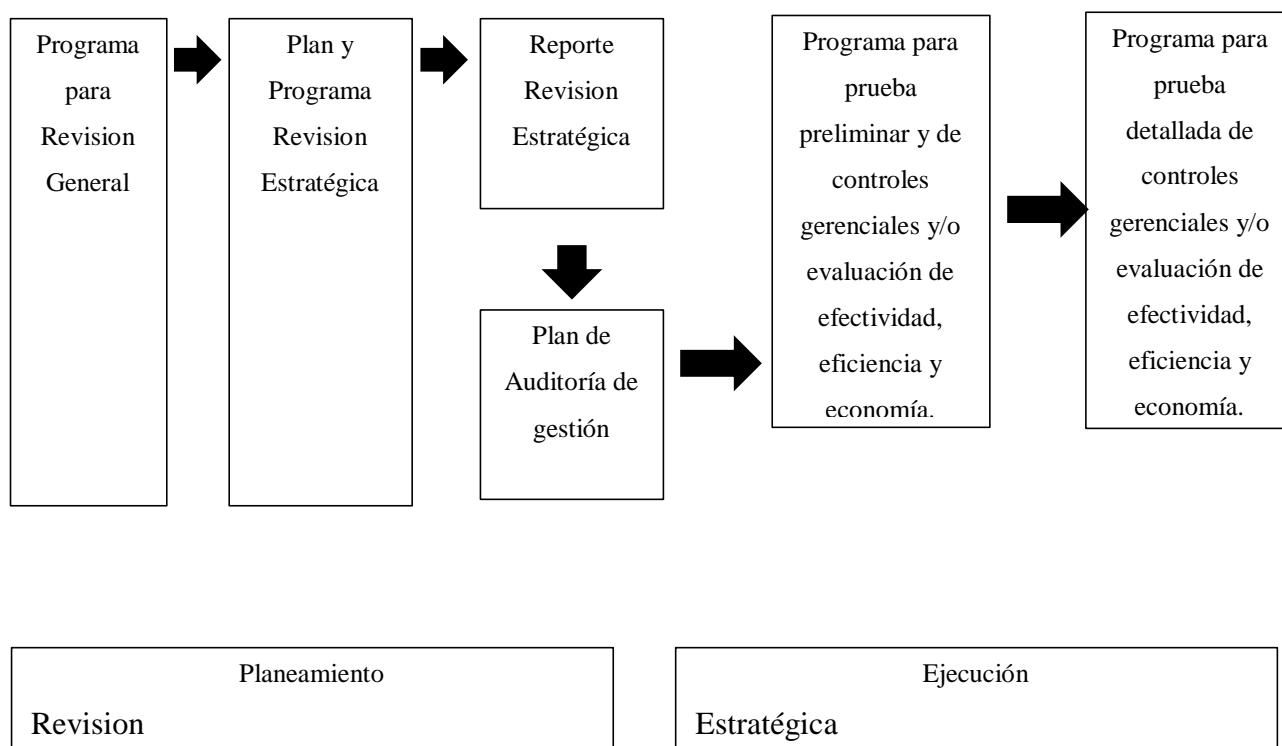 Programa
para
Revision
General
Plan y
Programa
Revision
Estratégica
Reporte
Revision
Estratégica
Plan de
Auditoría de
gestión
Programa para
prueba
preliminar y de
controles
gerenciales y/o
evaluación de
efectividad,
eficiencia y
economía.
Programa para
prueba
detallada de
controles
gerenciales y/o
evaluación de
efectividad,
eficiencia y
economía.
Planeamiento
Revision
Ejecución
Estratégica